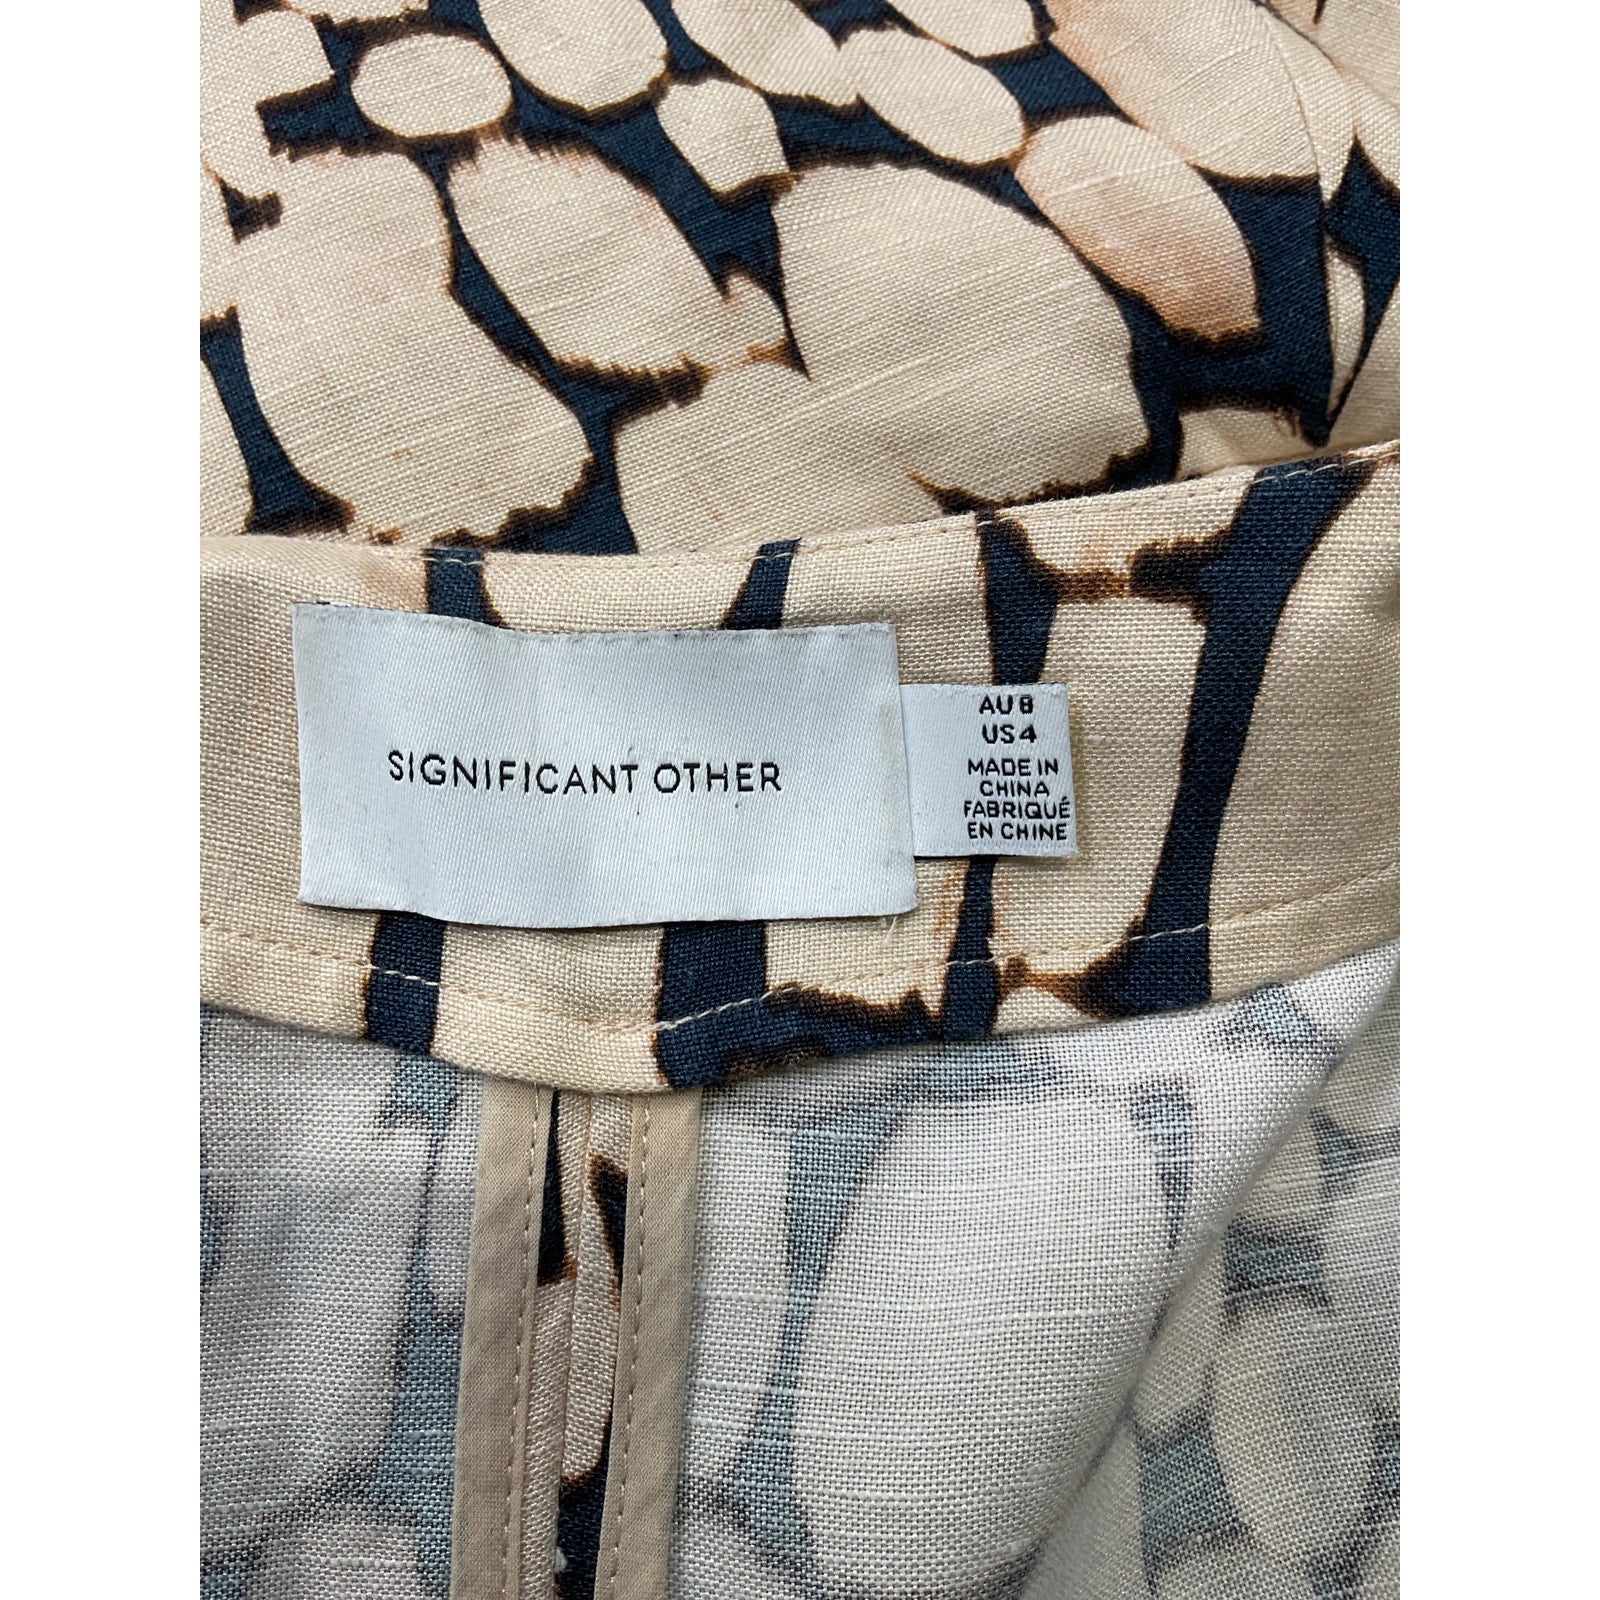 SIGNIFICANT OTHER
AU 8
US 4
MADE IN
CHINA
FABRIQUÉ
EN CHINE